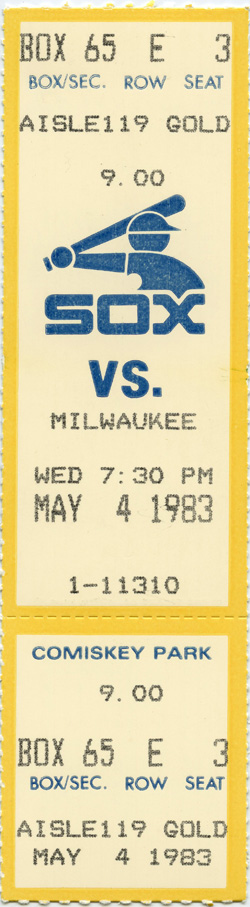 BOX 65 E 3
BOX/SEC. ROW SEAT
AISLE119 GOLD
9.00
SOX
VS.
MILWAUKEE
WED 7:30 PM
MAY 4 1983
1-11310
COMISKEY PARK
9.00
BOX 65 E 3
BOX/SEC. ROW SEAT
AISLE119 GOLD
MAY 4 1983